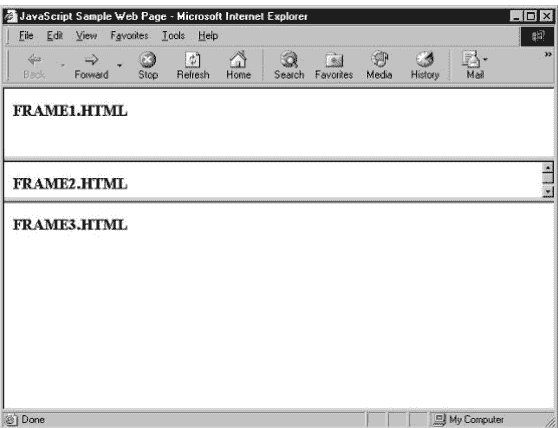 JavaScript Sample Web Page - Microsoft Internet Explorer
File Edit View Favorites Tools Help
Back Forward Stop Refresh Home Search Favorites Media History Mail »
FRAME1.HTML
FRAME2.HTML
FRAME3.HTML
Done My Computer